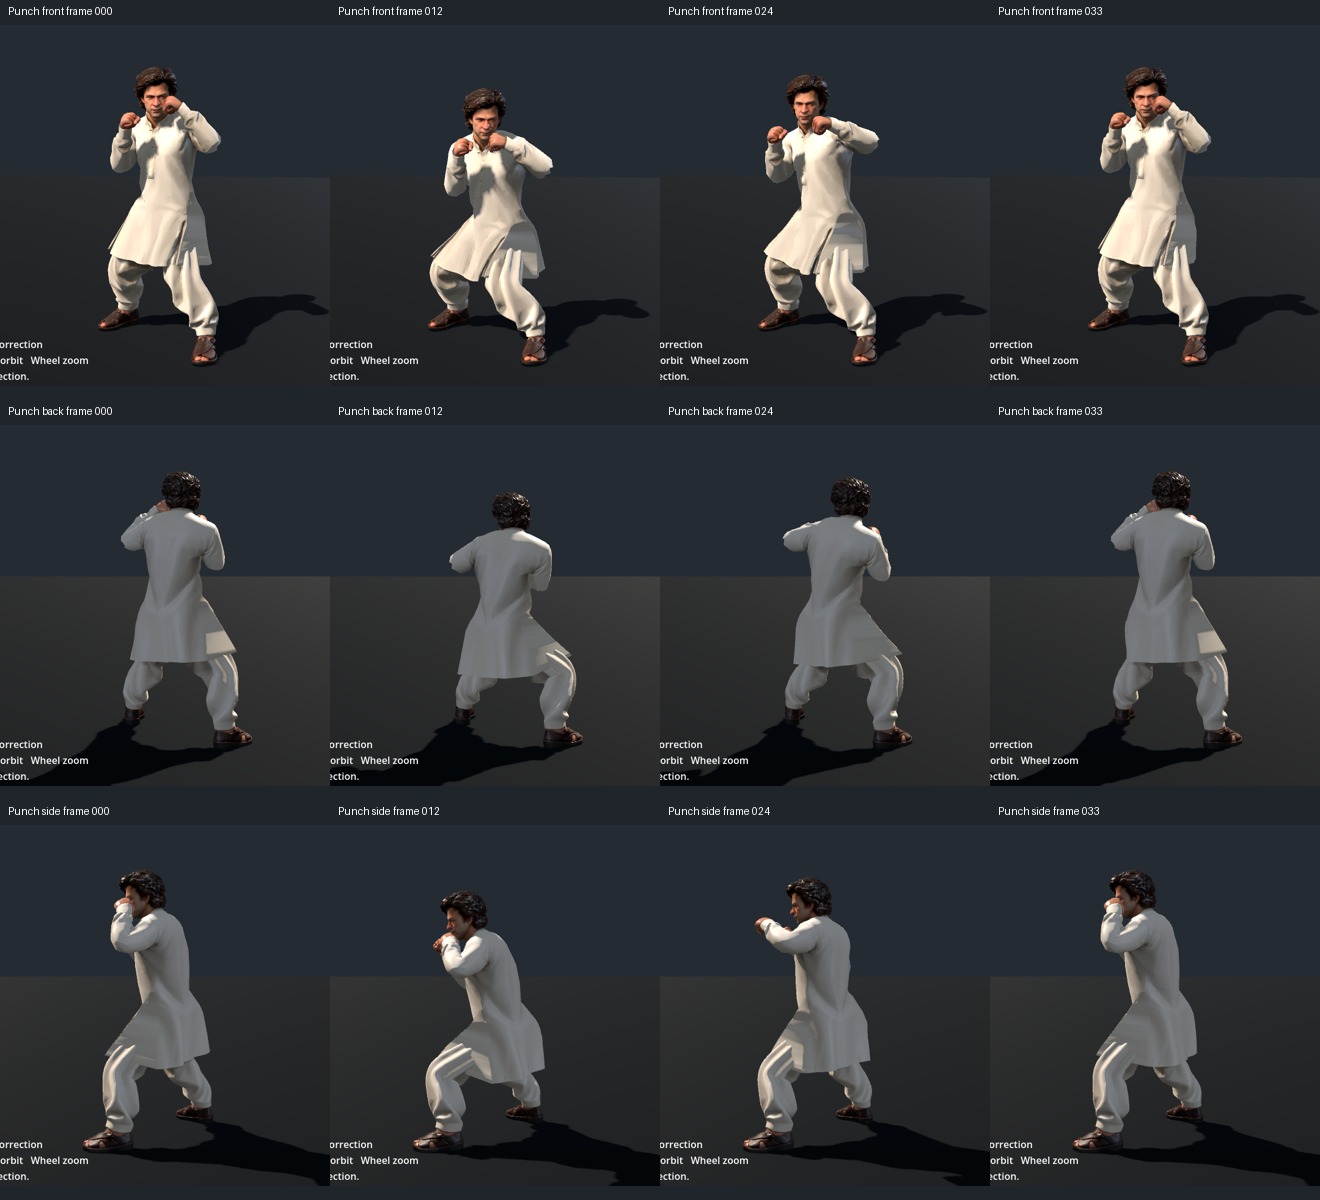 Punch front frame 000
Punch front frame 012
Punch front frame 024
Punch front frame 033
orrection
orbit Wheel zoom
ection.
orrection
orbit Wheel zoom
ection.
orrection
orbit Wheel zoom
ection.
orrection
orbit Wheel zoom
ection.
Punch back frame 000
Punch back frame 012
Punch back frame 024
Punch back frame 033
orrection
orbit Wheel zoom
ection.
orrection
orbit Wheel zoom
ection.
orrection
orbit Wheel zoom
ection.
orrection
orbit Wheel zoom
ection.
Punch side frame 000
Punch side frame 012
Punch side frame 024
Punch side frame 033
orrection
orbit Wheel zoom
ection.
orrection
orbit Wheel zoom
ection.
orrection
orbit Wheel zoom
ection.
orrection
orbit Wheel zoom
ection.